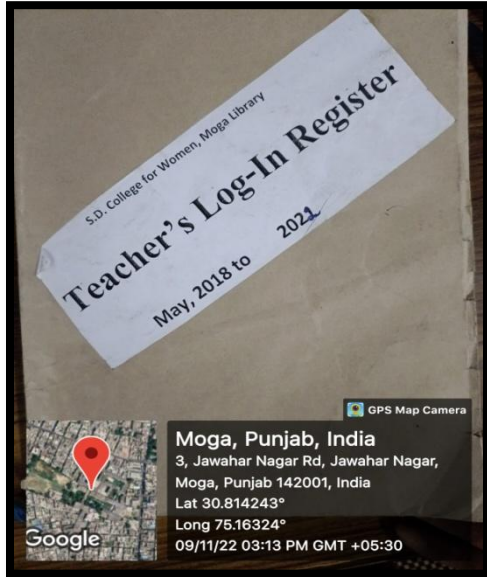 S.D. College for Women, Moga Library
Teacher's Log-In Register
May, 2018 to 2022
GPS Map Camera
Moga, Punjab, India
3, Jawahar Nagar Rd, Jawahar Nagar,
Moga, Punjab 142001, India
Lat 30.814243°
Long 75.16324°
09/11/22 03:13 PM GMT +05:30
Google